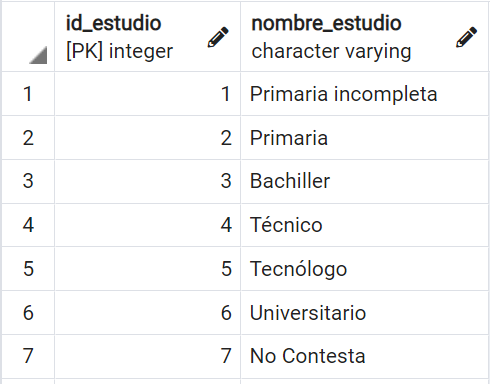 id_estudio nombre_estudio
[PK] integer character varying
1 1 Primaria incompleta
2 2 Primaria
3 3 Bachiller
4 4 Técnico
5 5 Tecnólogo
6 6 Universitario
7 7 No Contesta